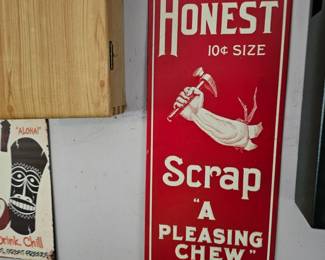 HONEST
10¢ SIZE
Scrap
"A
PLEASING
CHEW"
"ALOHA!"
Drink, Chill